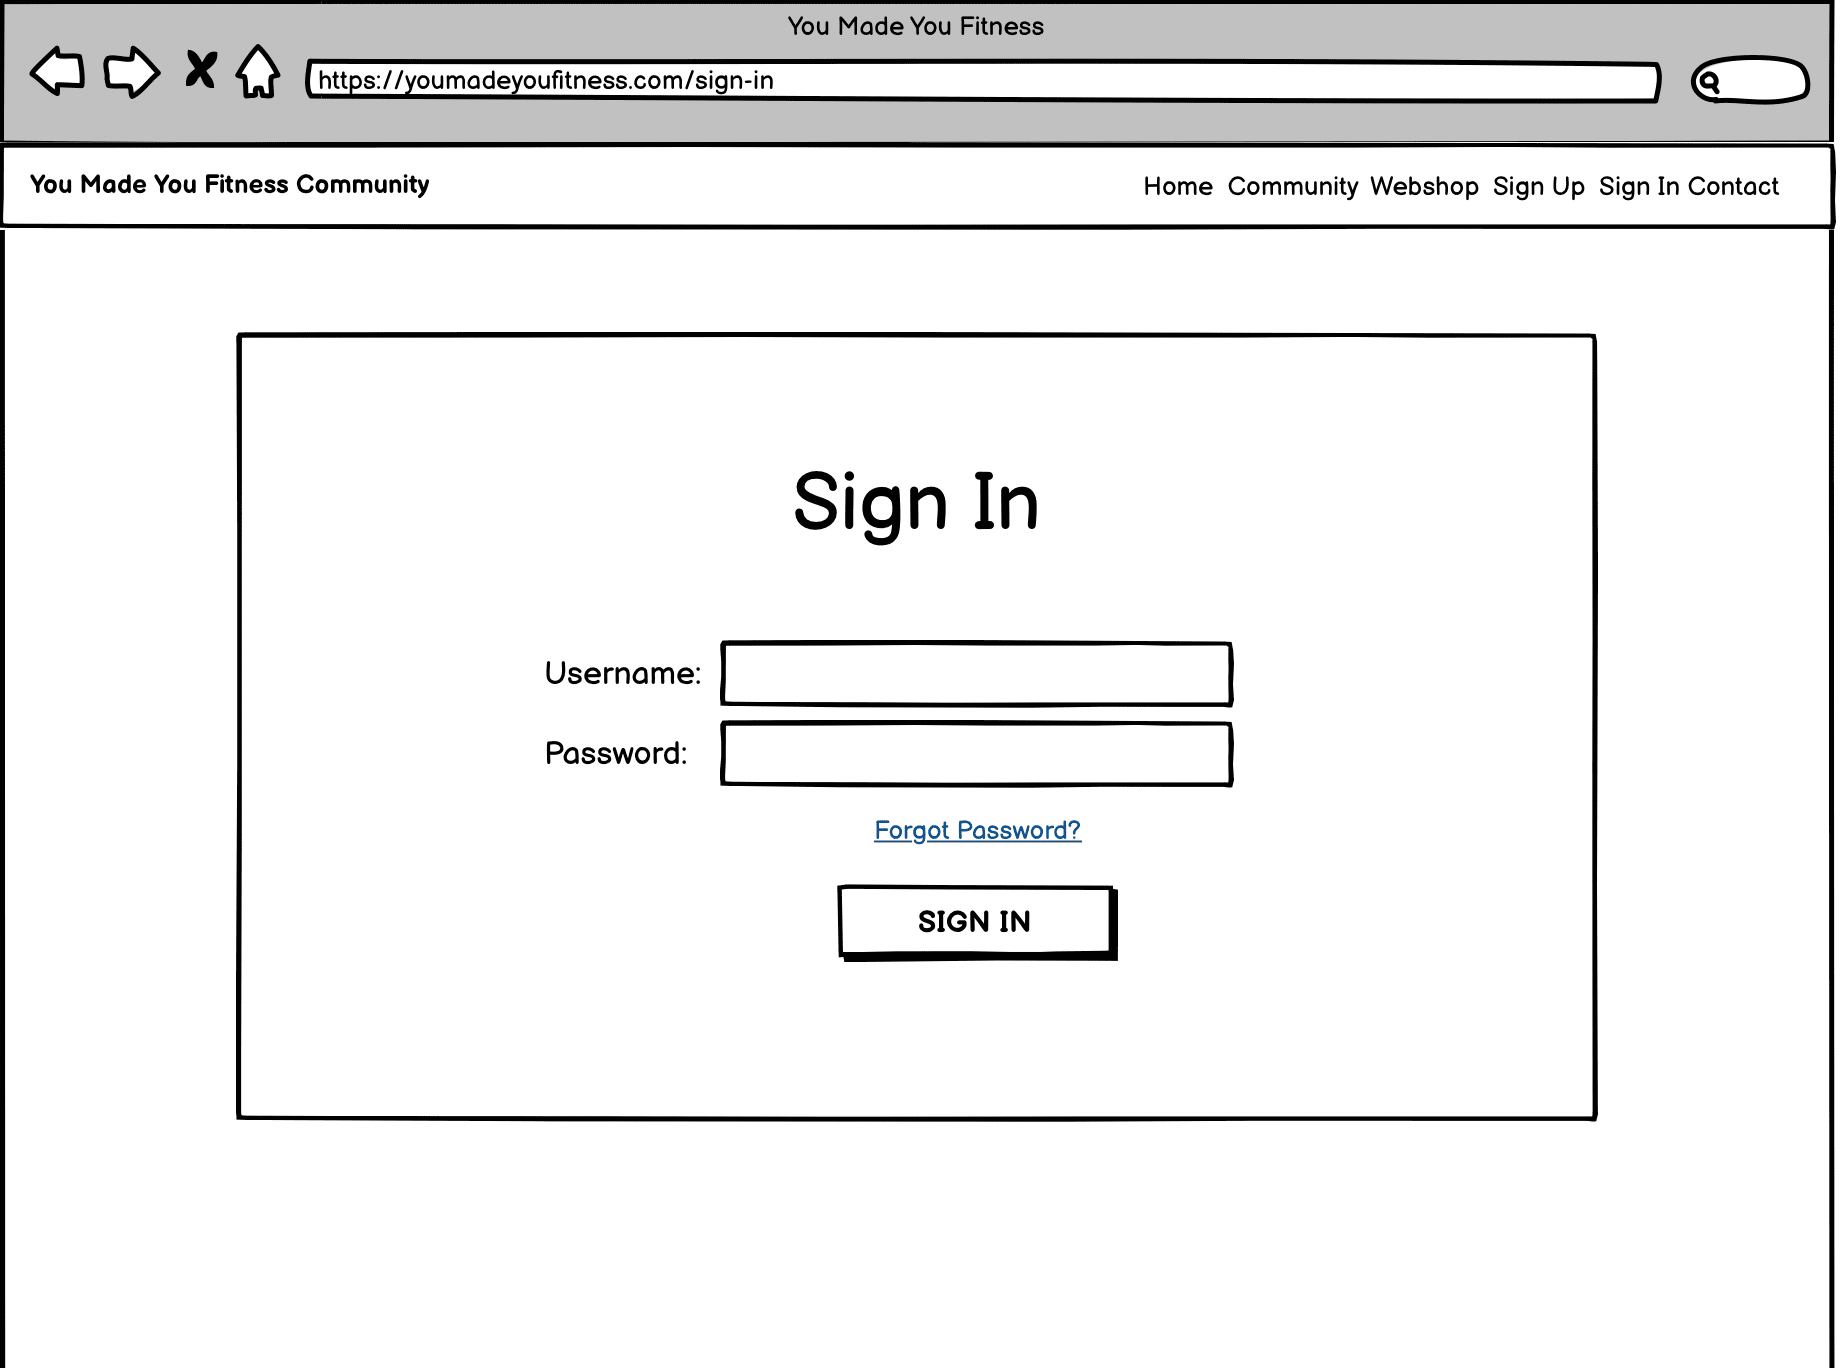 You Made You Fitness
https://youmadeyoufitness.com/sign-in
You Made You Fitness Community
Home Community Webshop Sign Up Sign In Contact
Sign In
Username:
Password:
Forgot Password?
SIGN IN